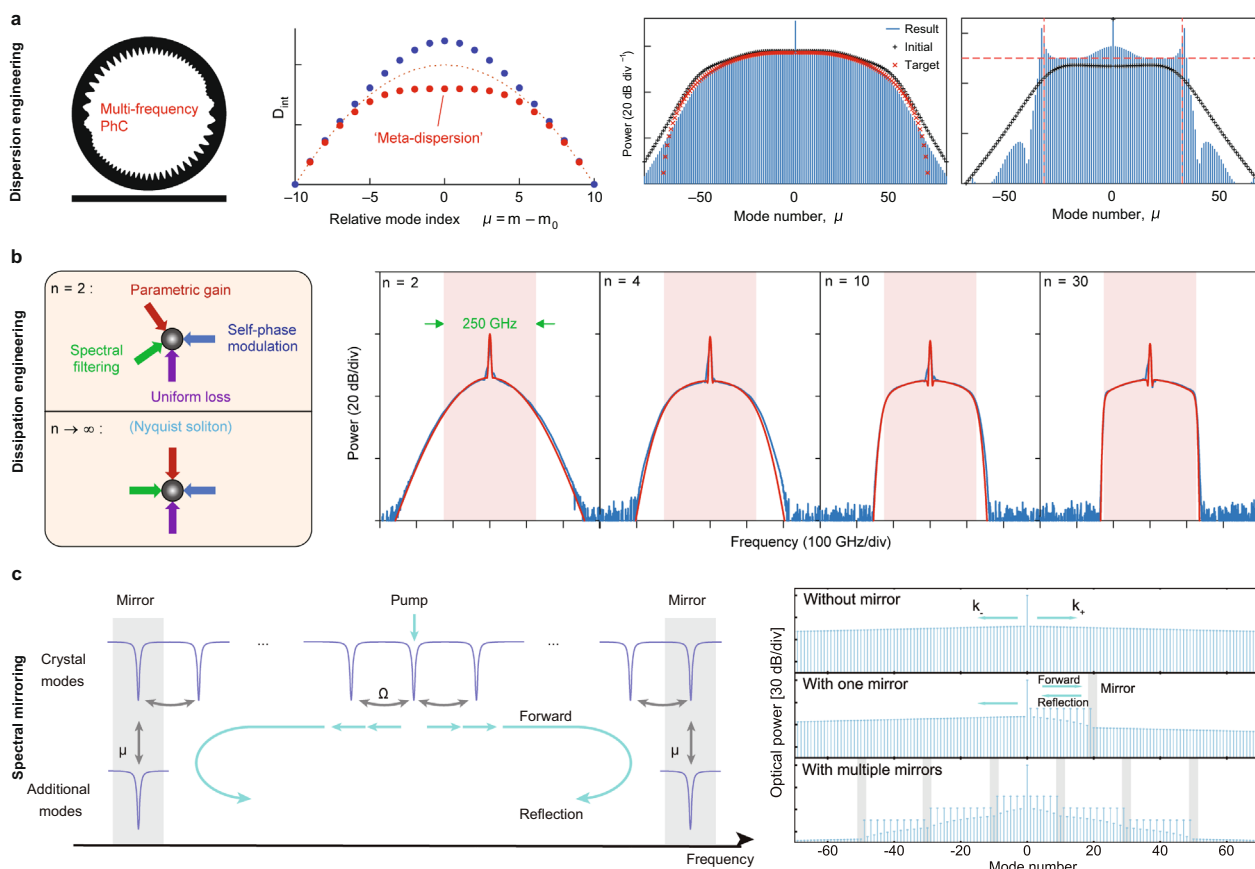 a
Dispersion engineering
Multi-frequency
PhC
D_int
'Meta-dispersion'
−10
−5
0
5
10
Relative mode index μ = m − m₀
Power (20 dB div ⁻¹)
Result
Initial
Target
−50
0
50
Mode number, μ
−50
0
50
Mode number, μ
b
Dissipation engineering
n = 2 :
Parametric gain
Self-phase
modulation
Spectral
filtering
Uniform loss
n → ∞ :
(Nyquist soliton)
Power (20 dB/div)
n = 2
250 GHz
n = 4
n = 10
n = 30
Frequency (100 GHz/div)
c
Spectral mirroring
Mirror
Pump
Mirror
...
...
Crystal
modes
Ω
Forward
μ
μ
Additional
modes
Reflection
Frequency
Optical power [30 dB/div]
Without mirror
k₋
k₊
With one mirror
Forward
Reflection
Mirror
With multiple mirrors
-60
-40
-20
0
20
40
60
Mode number